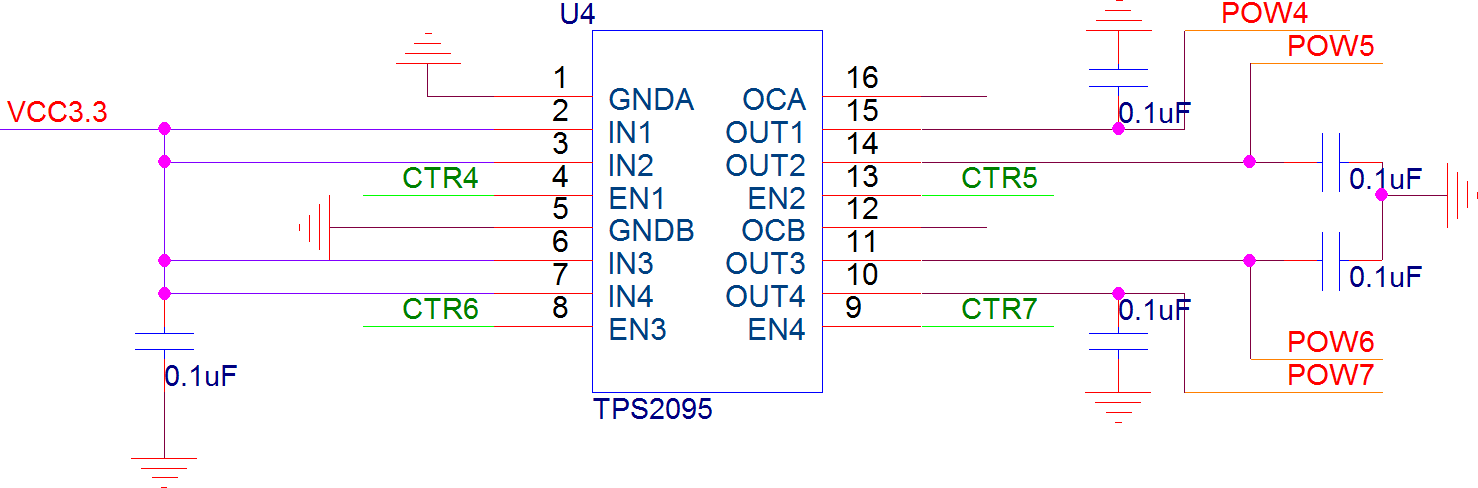 U4
POW4
POW5
1
16
GNDA
OCA
VCC3.3
2
15
0.1uF
IN1
OUT1
3
14
IN2
OUT2
CTR4
4
13
CTR5
0.1uF
EN1
EN2
5
12
GNDB
OCB
6
11
IN3
OUT3
0.1uF
7
10
IN4
OUT4
CTR6
8
9
CTR7
0.1uF
EN3
EN4
POW6
0.1uF
POW7
TPS2095